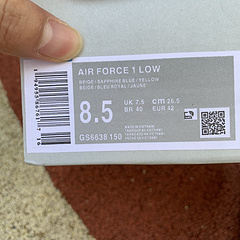 AIR FORCE 1 LOW
BEIGE/SAPPHIRE BLUE/YELLOW
BEIGE/BLEU ROYAL/JAUNE
8.5
UK 7.5 cm 26.5
BR 40 EUR 42
GS6638 150